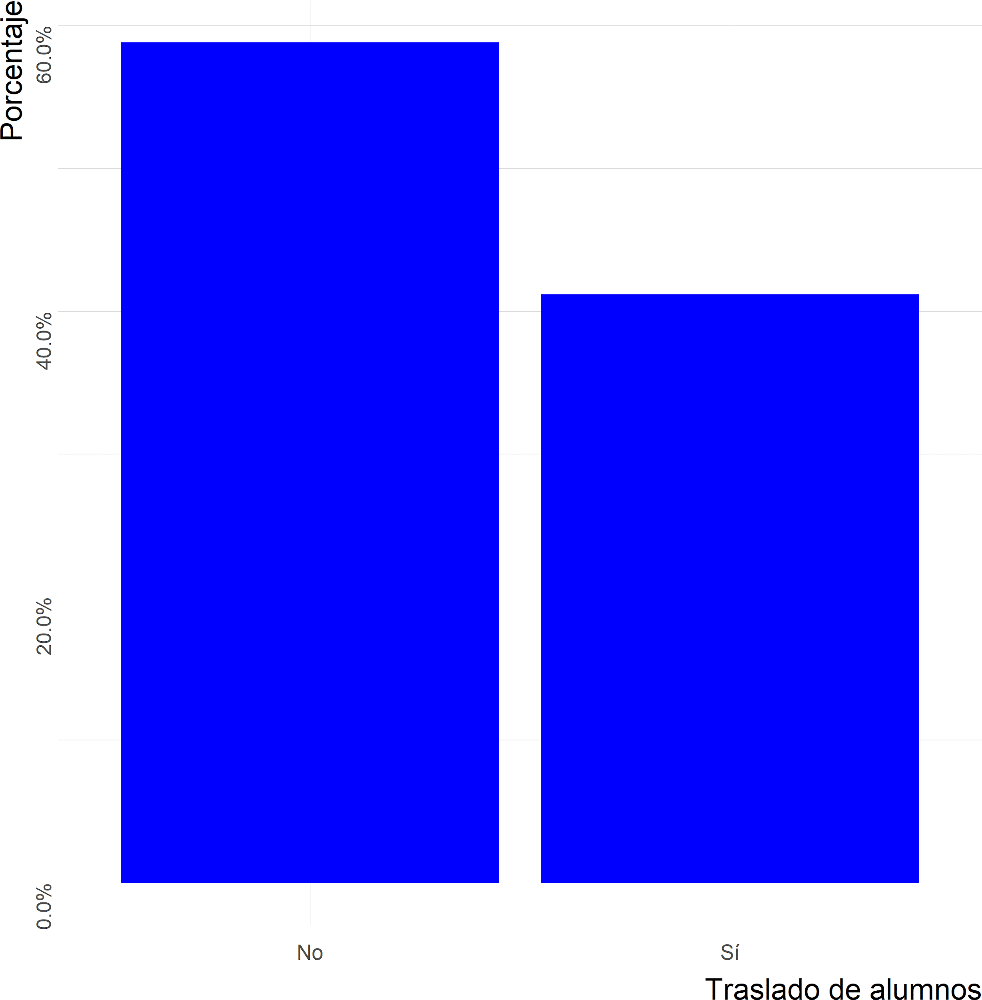 Porcentaje
60.0%
40.0%
20.0%
0.0%
No
Sí
Traslado de alumnos